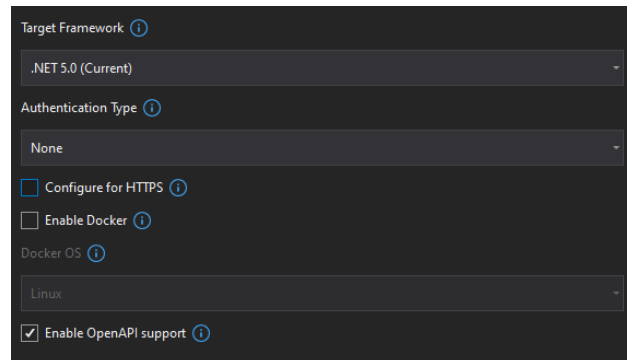 Target Framework
.NET 5.0 (Current)
Authentication Type
None
Configure for HTTPS
Enable Docker
Docker OS
Linux
Enable OpenAPI support